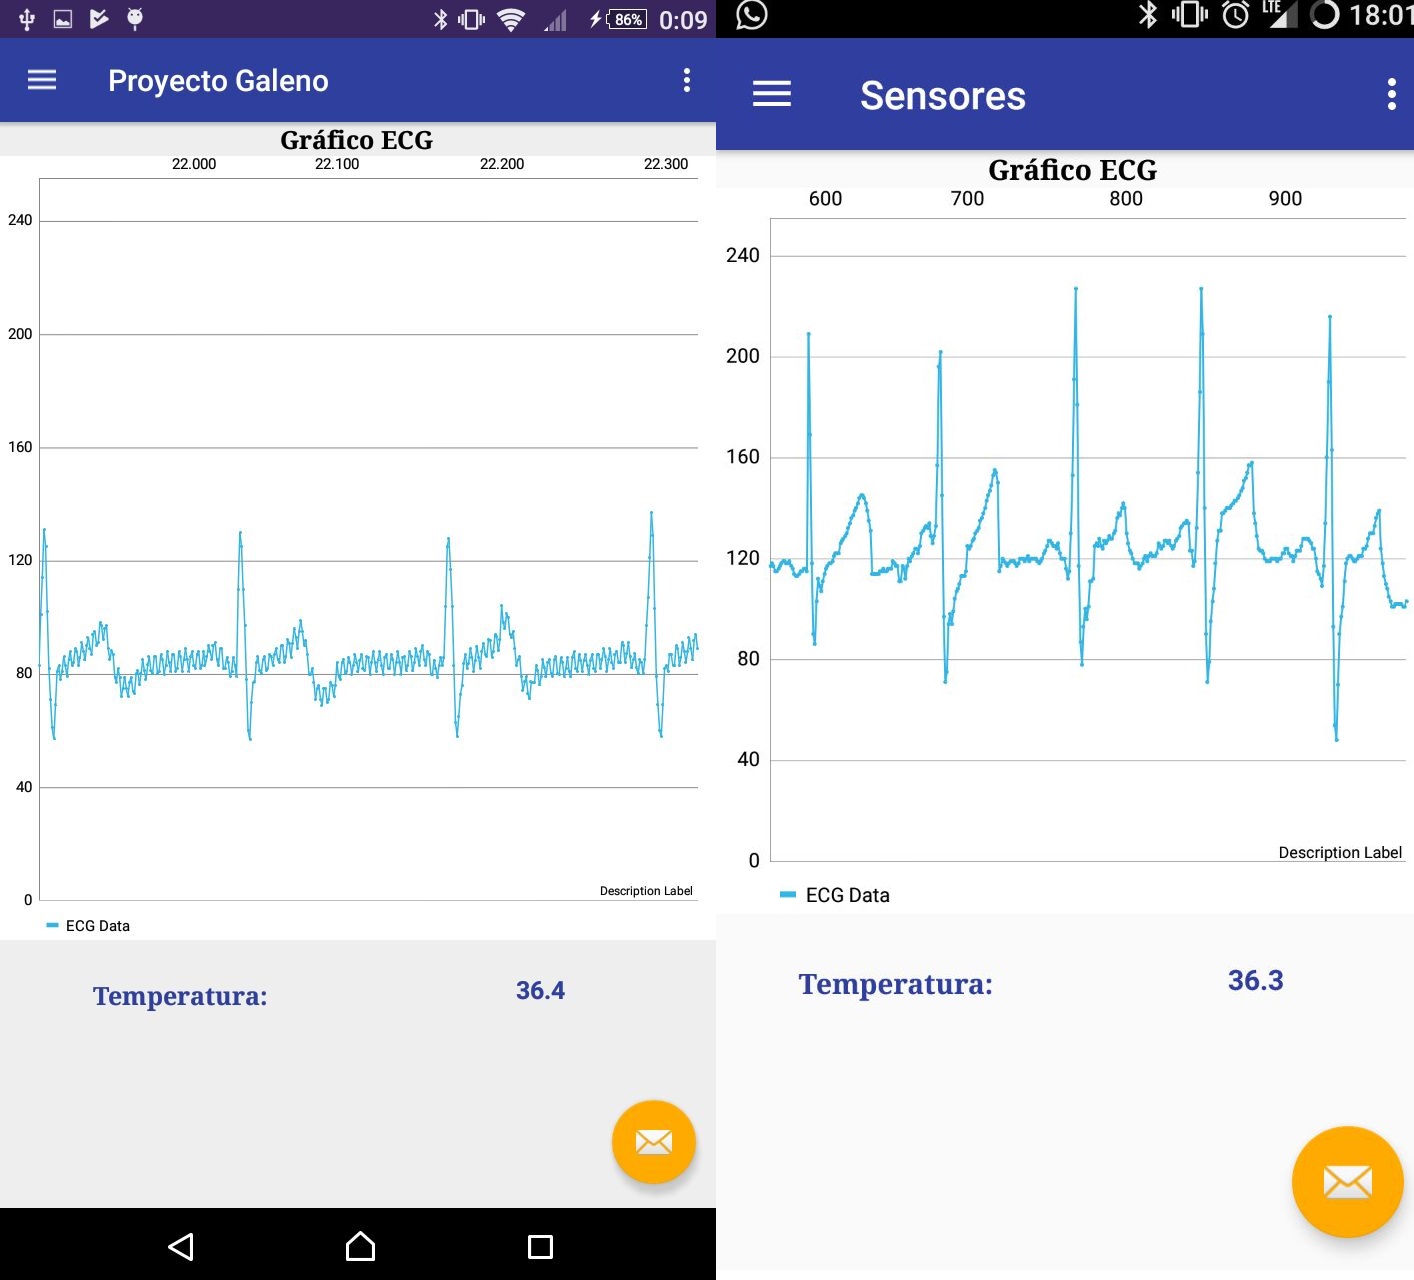 86% 0:09
Proyecto Galeno
Gráfico ECG
22.000 22.100 22.200 22.300
240
200
160
120
80
40
0
Description Label
ECG Data
Temperatura: 36.4
LTE 18:01
Sensores
Gráfico ECG
600 700 800 900
240
200
160
120
80
40
0
Description Label
ECG Data
Temperatura: 36.3